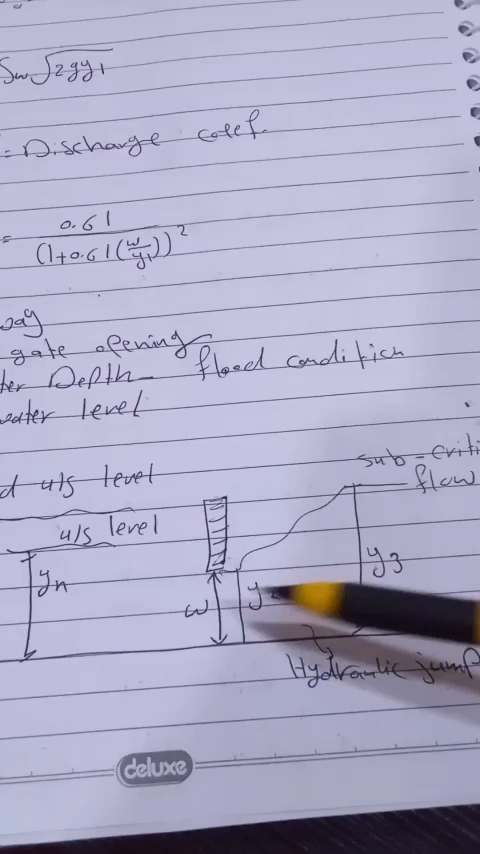 Sw√2gy1
= Discharge coef.
= 0.61
(1+0.61(w/y1))²
gate opening
Depth flood condition
water level
u/s level
sub-criti
flow
u/s level
yn
w
y
y3
Hydraulic jump
deluxe